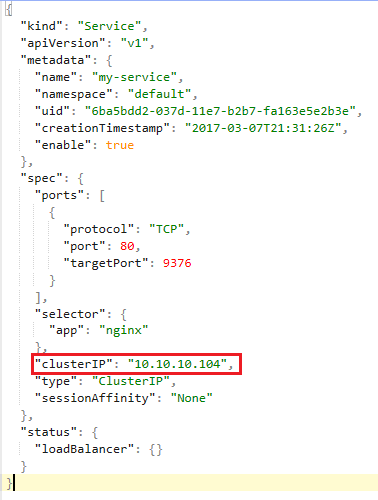 {
"kind": "Service",
"apiVersion": "v1",
"metadata": {
"name": "my-service",
"namespace": "default",
"uid": "6ba5bdd2-037d-11e7-b2b7-fa163e5e2b3e",
"creationTimestamp": "2017-03-07T21:31:26Z",
"enable": true
},
"spec": {
"ports": [
{
"protocol": "TCP",
"port": 80,
"targetPort": 9376
}
],
"selector": {
"app": "nginx"
},
"clusterIP": "10.10.10.104",
"type": "ClusterIP",
"sessionAffinity": "None"
},
"status": {
"loadBalancer": {}
}
}